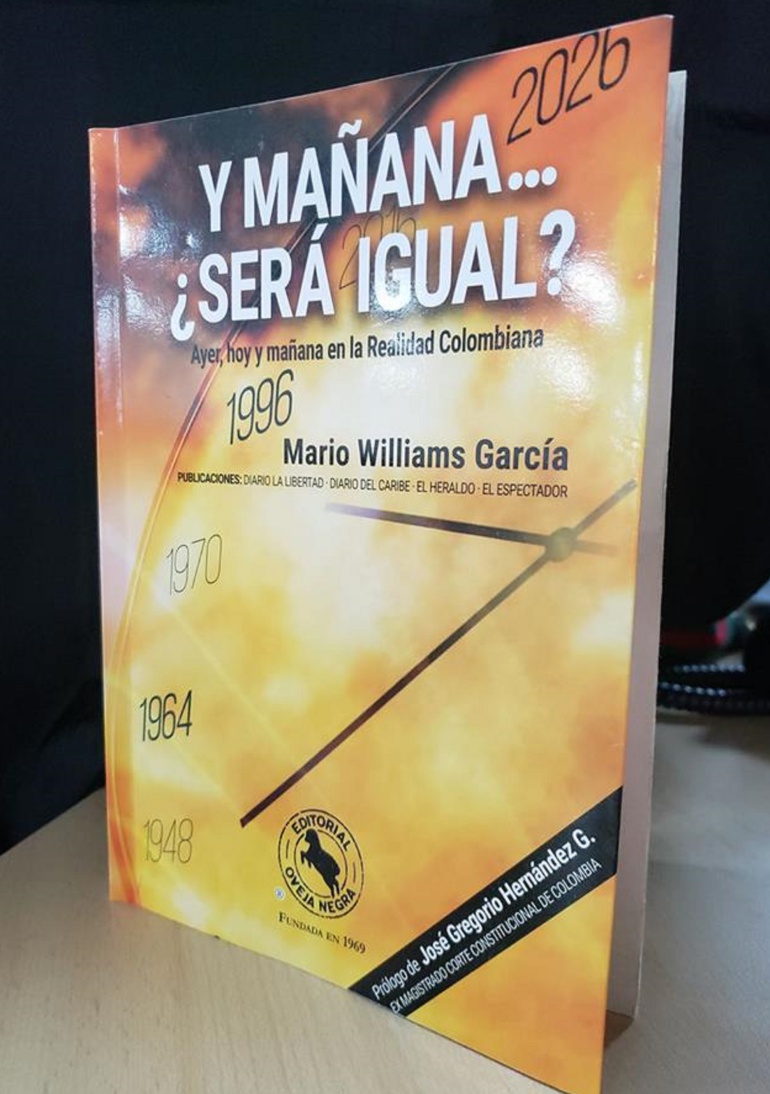 2026
Y MAÑANA...
2016
¿SERÁ IGUAL?
Ayer, hoy y mañana en la Realidad Colombiana
1996
Mario Williams García
PUBLICACIONES: DIARIO LA LIBERTAD · DIARIO DEL CARIBE · EL HERALDO · EL ESPECTADOR
1970
1964
1948
EDITORIAL
OVEJA NEGRA
®
FUNDADA EN 1969
Prólogo de José Gregorio Hernández G.
EX MAGISTRADO CORTE CONSTITUCIONAL DE COLOMBIA